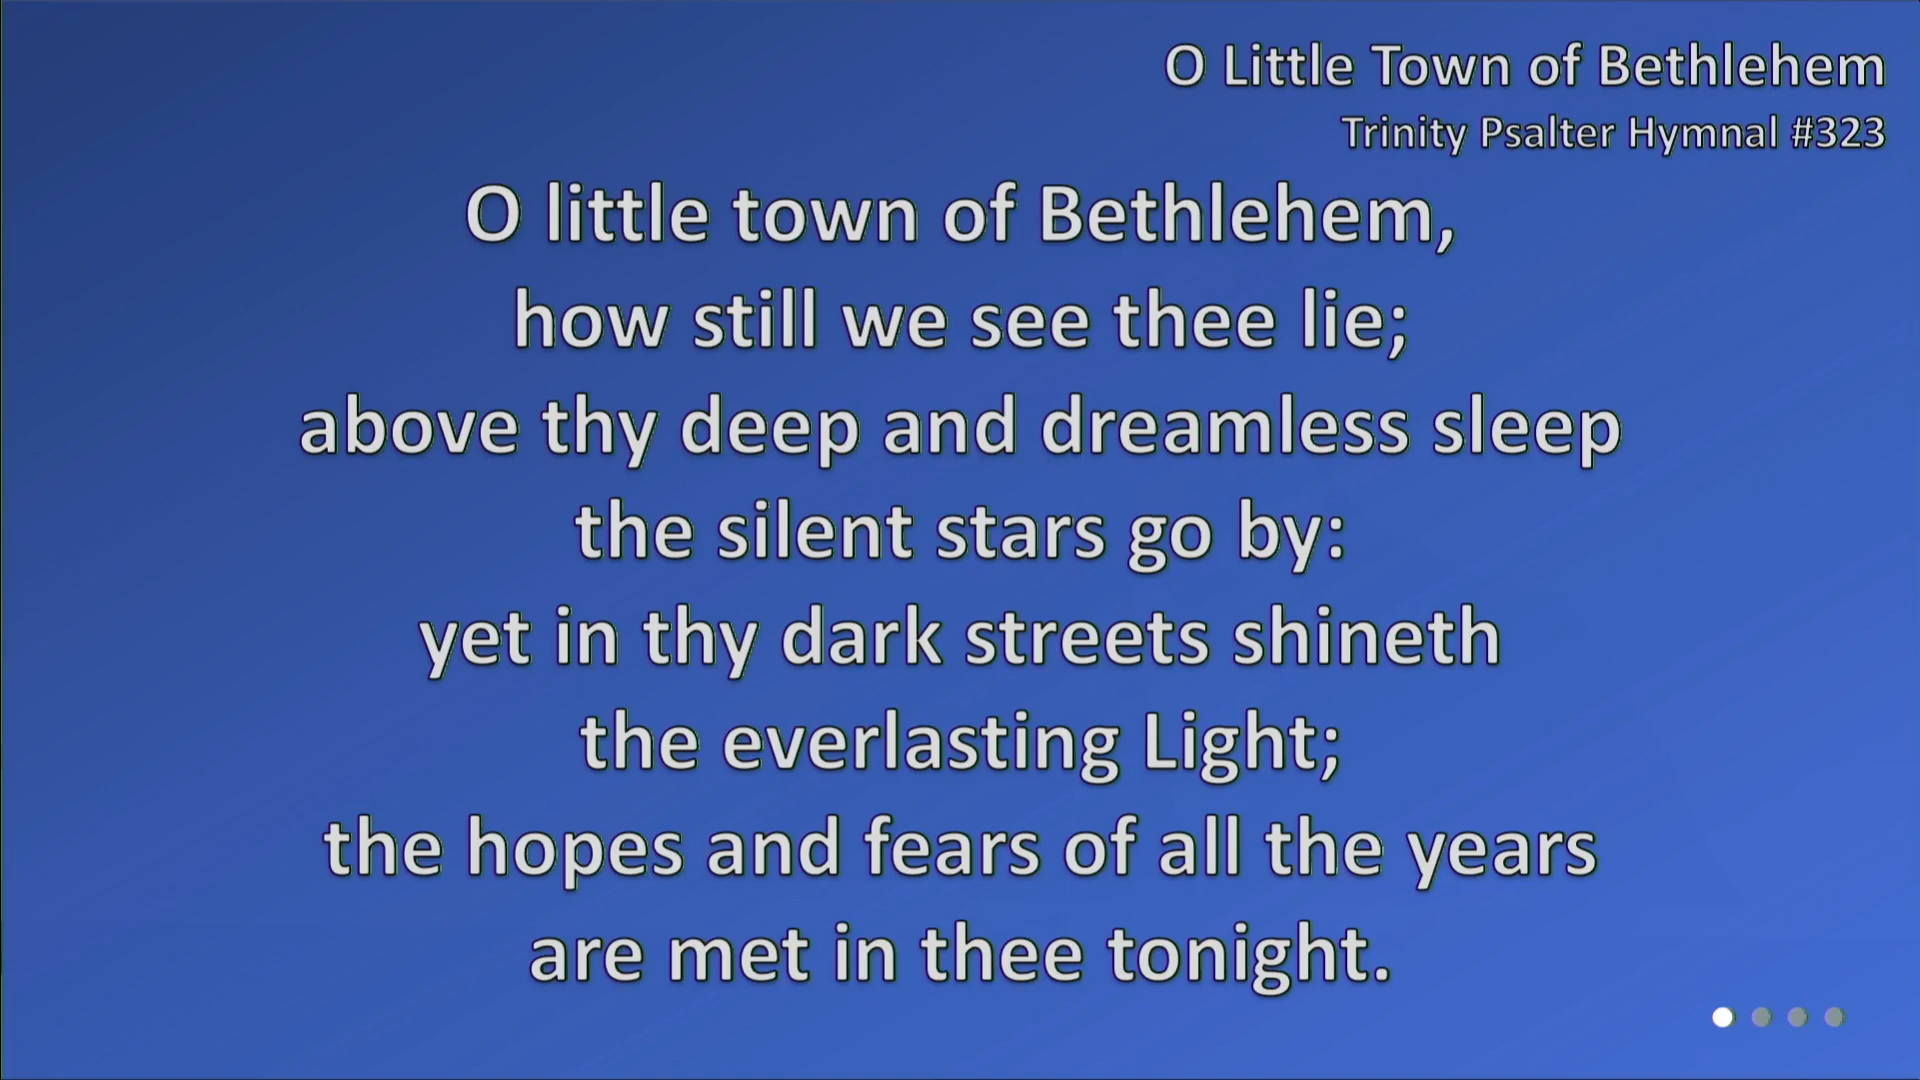 O Little Town of Bethlehem
Trinity Psalter Hymnal #323
O little town of Bethlehem,
how still we see thee lie;
above thy deep and dreamless sleep
the silent stars go by:
yet in thy dark streets shineth
the everlasting Light;
the hopes and fears of all the years
are met in thee tonight.